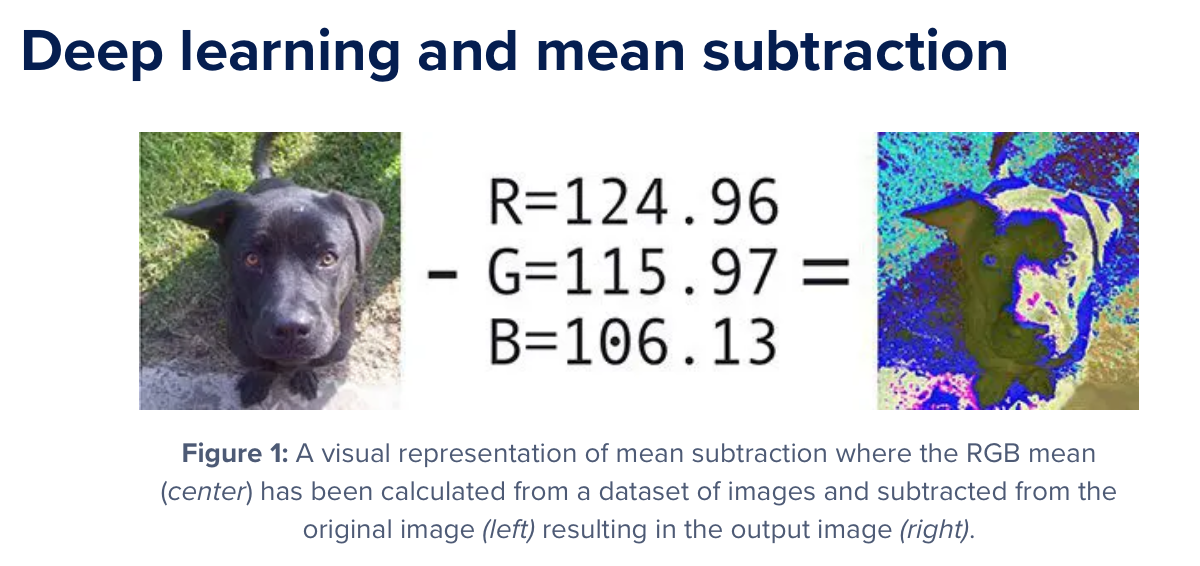 Deep learning and mean subtraction
R=124.96
- G=115.97 =
B=106.13
Figure 1: A visual representation of mean subtraction where the RGB mean
(center) has been calculated from a dataset of images and subtracted from the
original image (left) resulting in the output image (right).